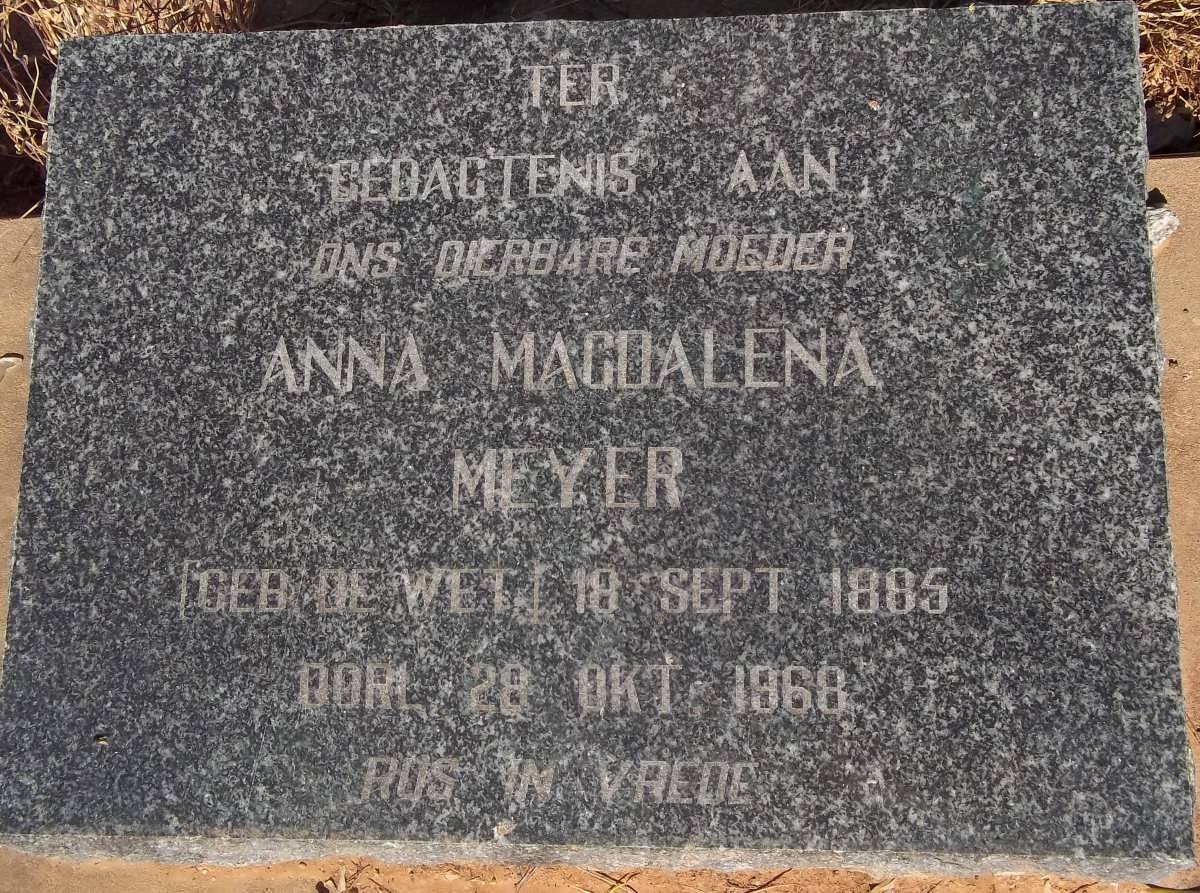 TER
GEDAGTENIS AAN
ONS DIERBARE MOEDER
ANNA MAGDALENA
MEYER
[GEB DE WET] 18 SEPT 1885
OORL 28 OKT. 1968
RUS IN VREDE